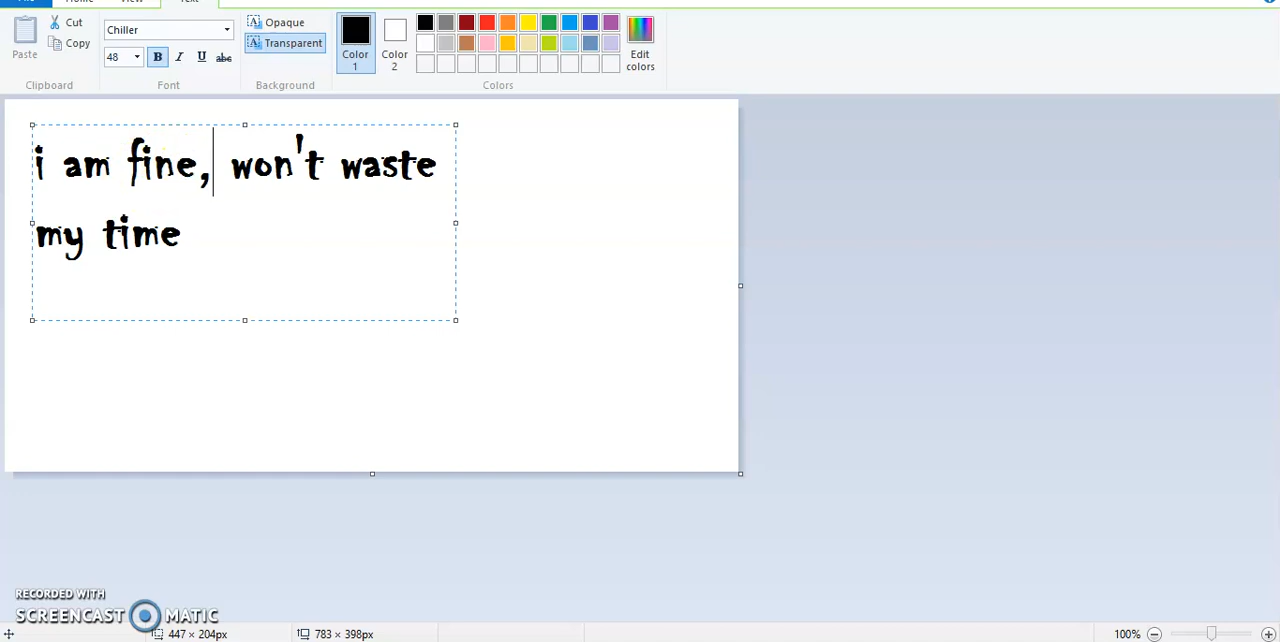 File Home View Text
Cut
Copy
Paste
Clipboard
Chiller
48 B I U abc
Font
A Opaque
A Transparent
Background
Color 1
Color 2
Edit colors
Colors
i am fine, won't waste
my time
RECORDED WITH
SCREENCAST MATIC
447 × 204px
783 × 398px
100%